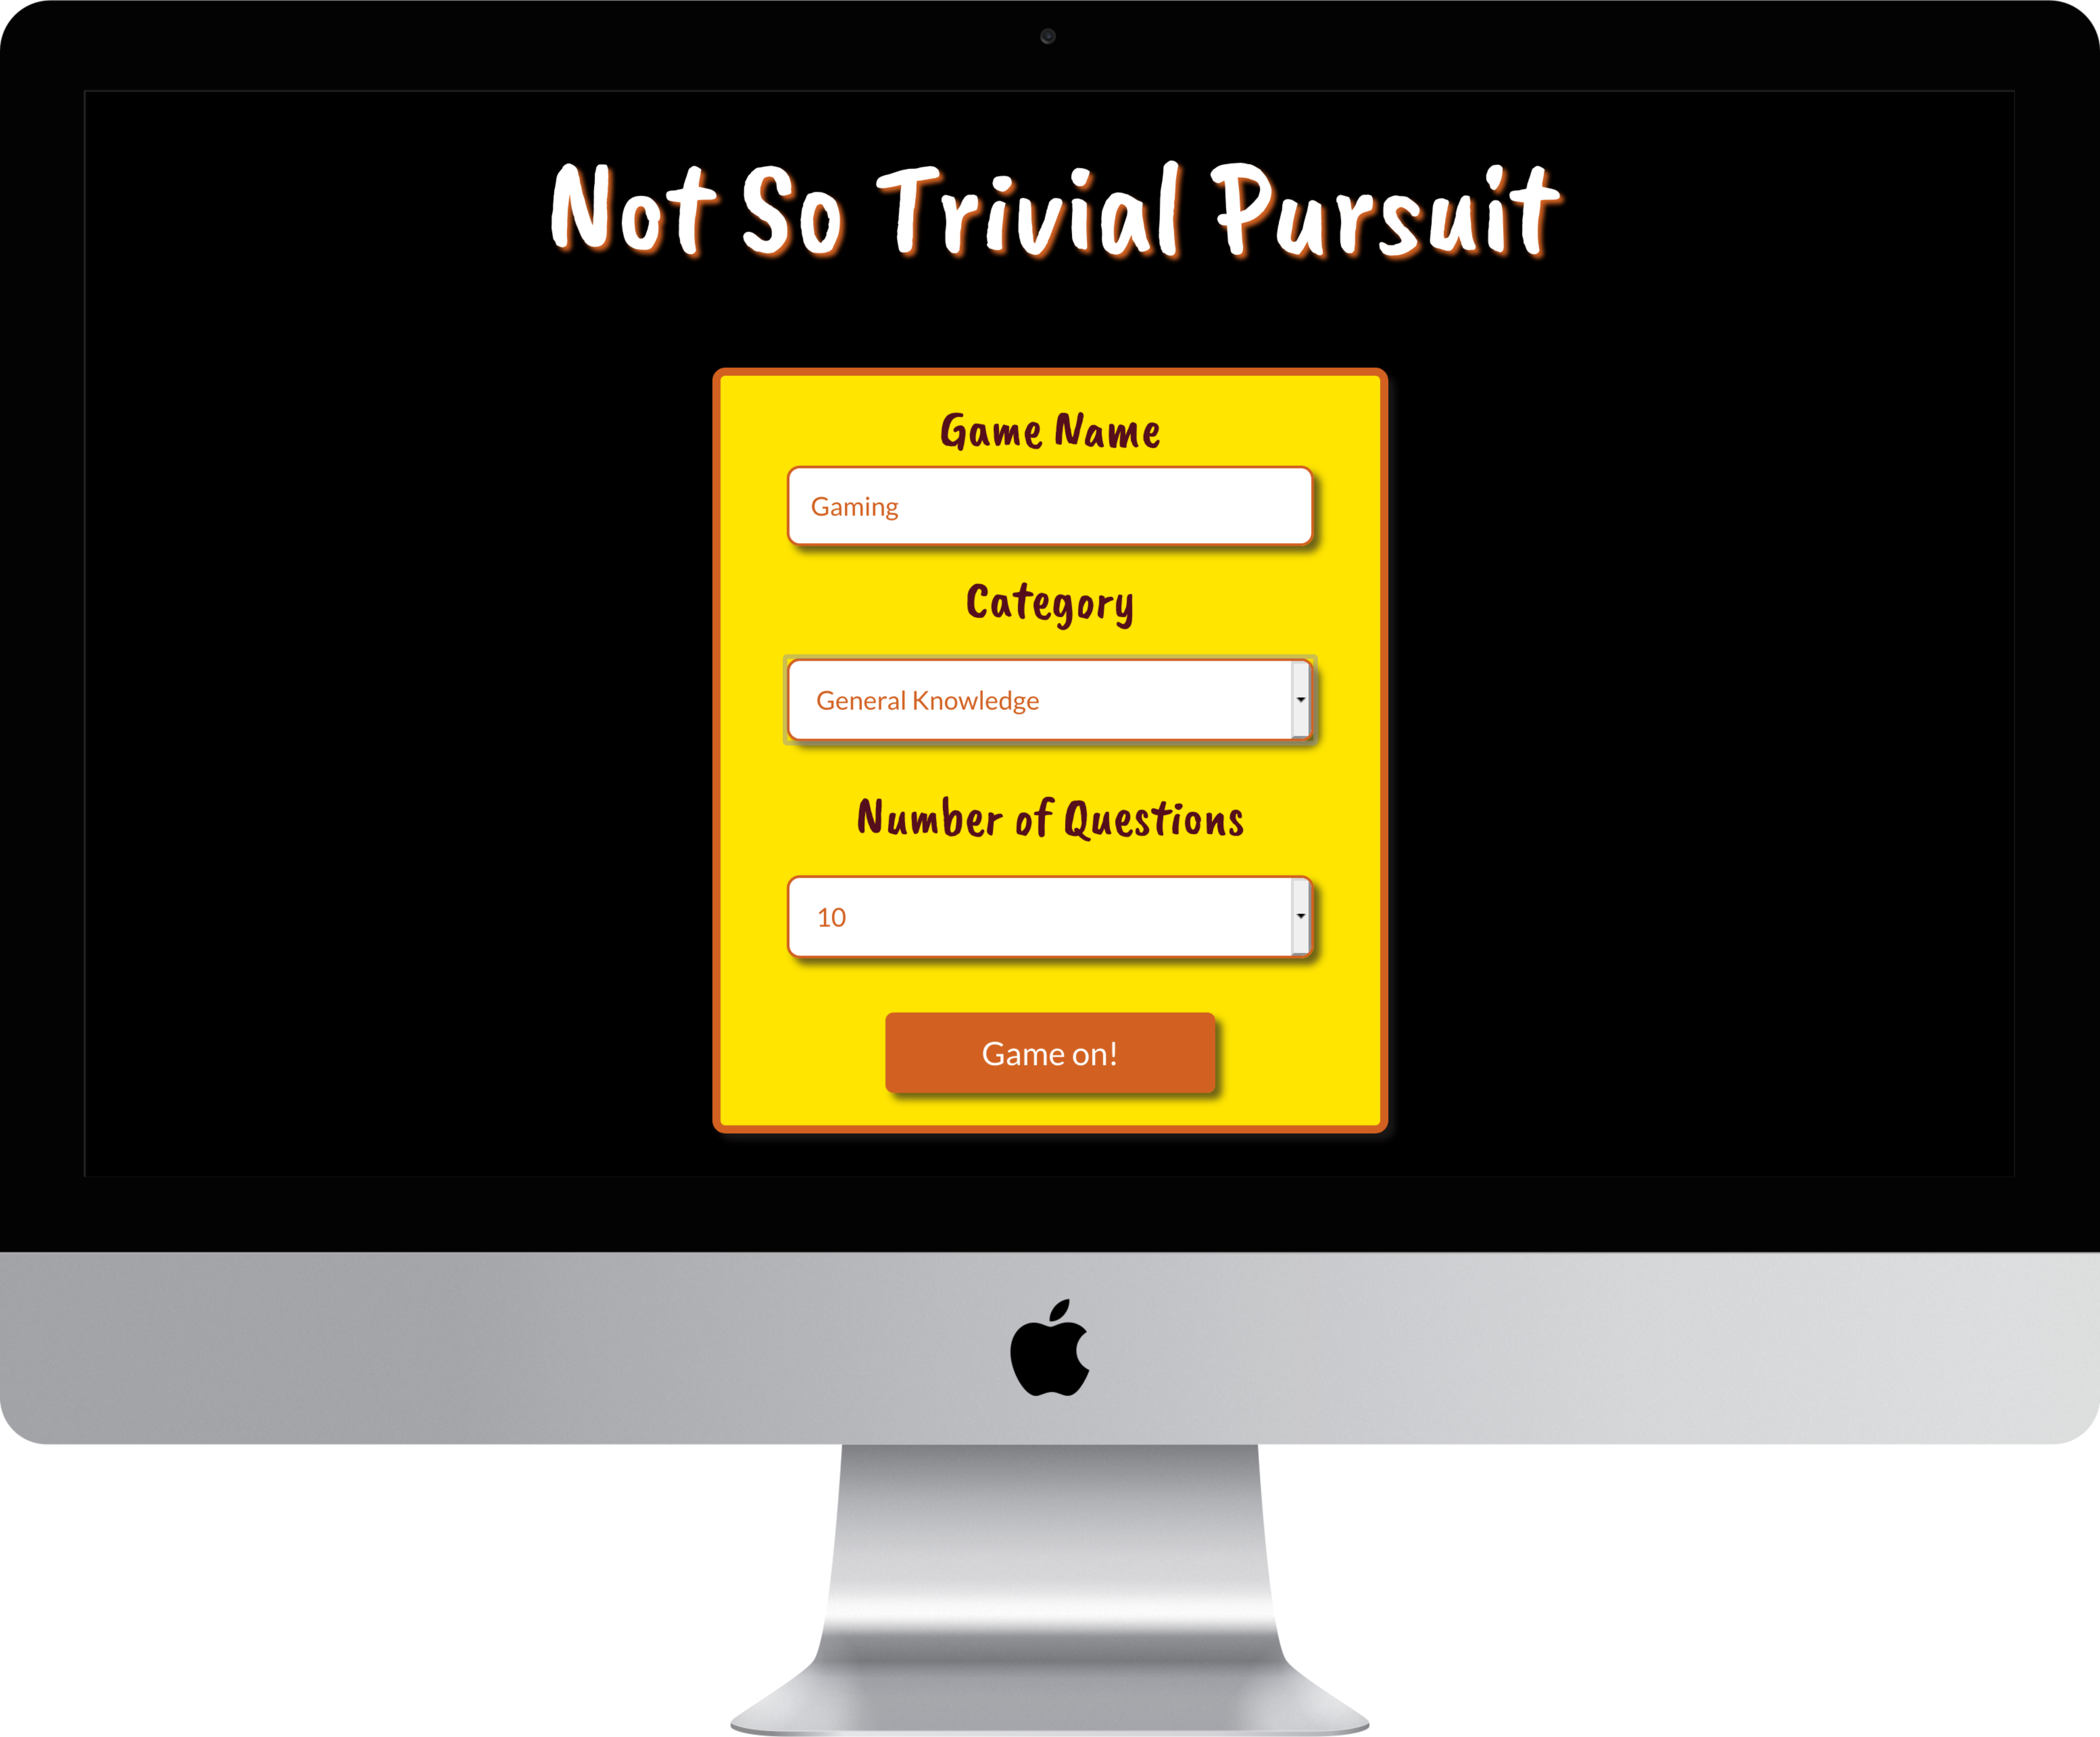 Not So Trivial Pursuit
Game Name
Gaming
Category
General Knowledge
Number of Questions
10
Game on!